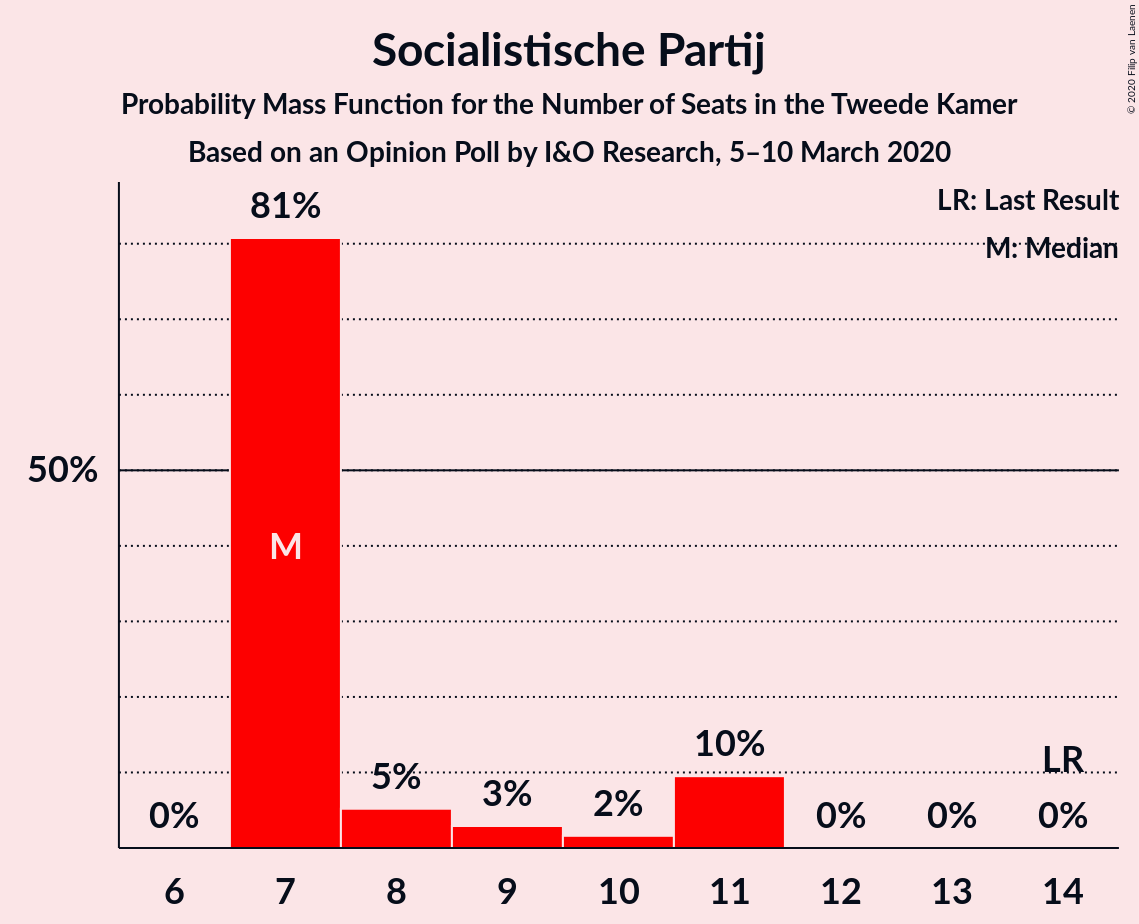 Socialistische Partij
Probability Mass Function for the Number of Seats in the Tweede Kamer
Based on an Opinion Poll by I&O Research, 5–10 March 2020
© 2020 Filip van Laenen
LR: Last Result
M: Median
81%
50%
M
10%
LR
5%
3%
2%
0%
0%
0%
0%
6 7 8 9 10 11 12 13 14